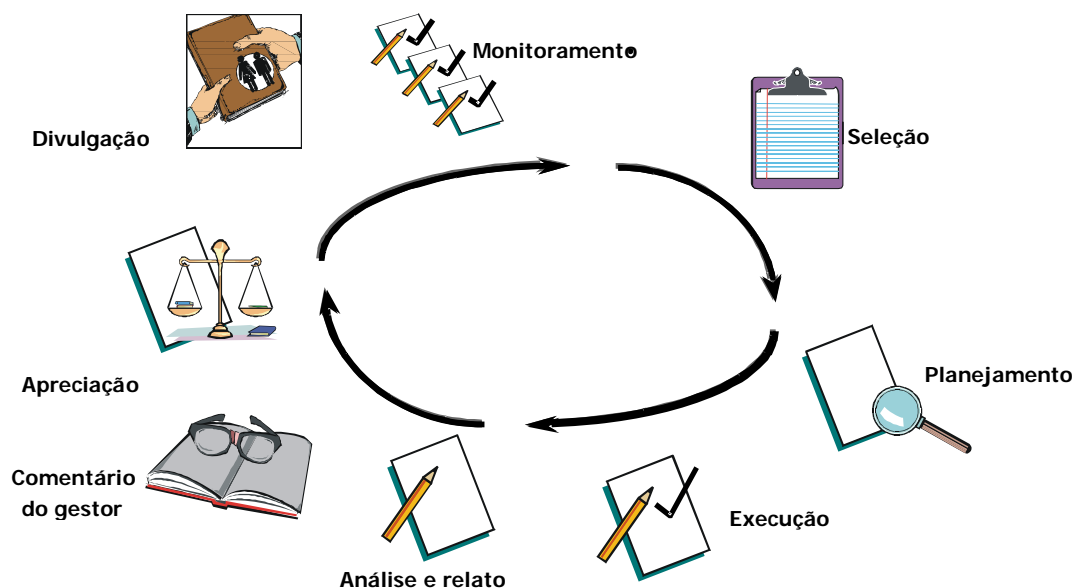 Monitoramento
Seleção
Divulgação
Planejamento
Apreciação
Comentário
do gestor
Execução
Análise e relato